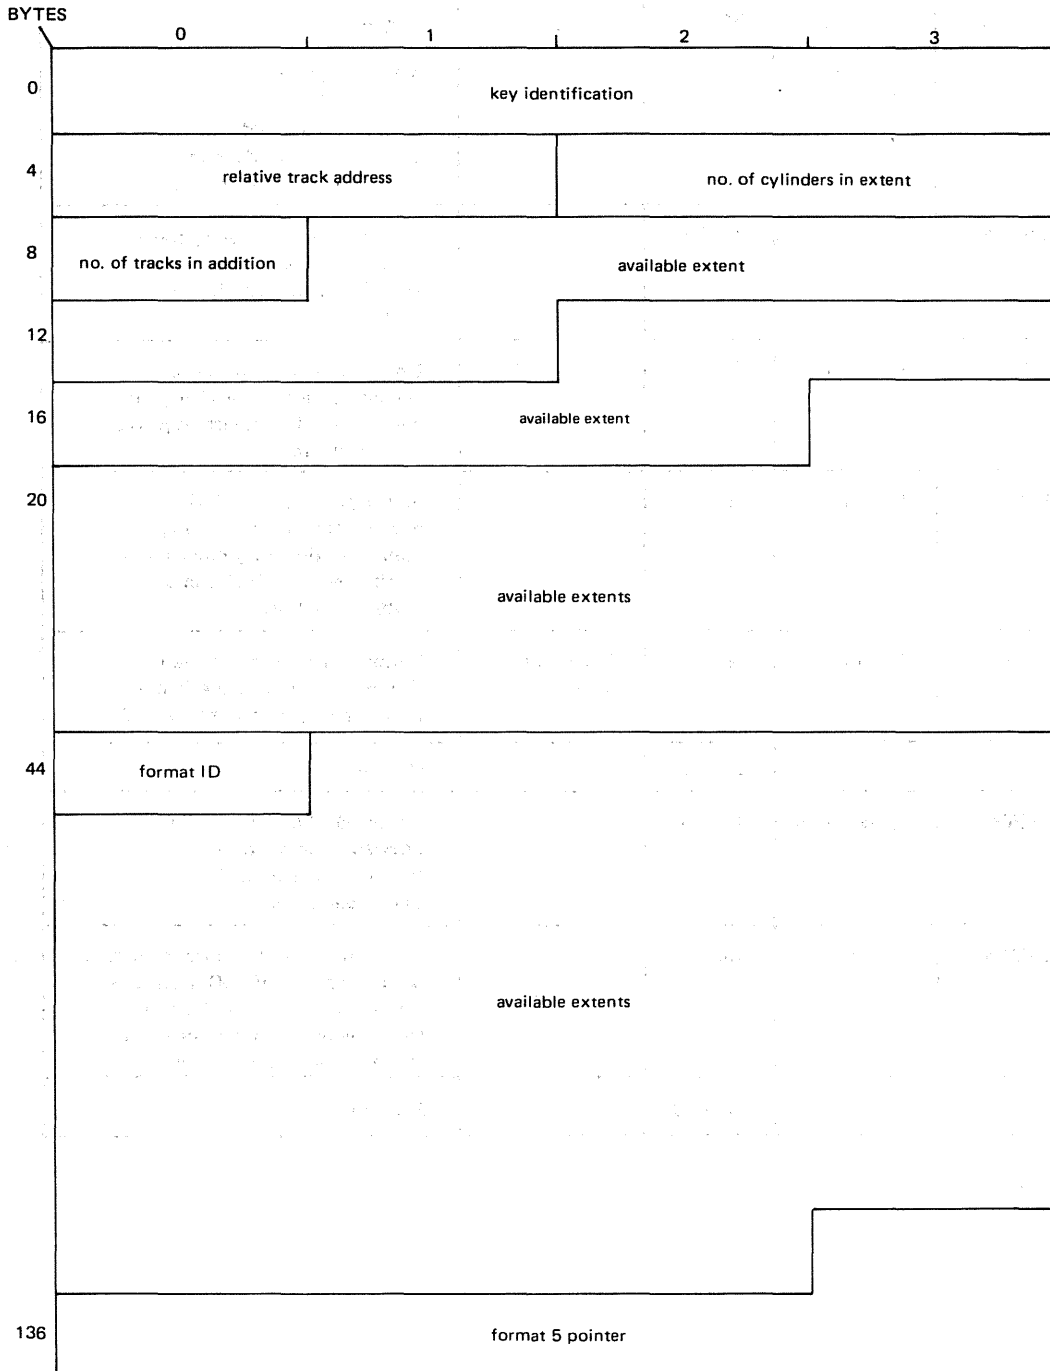 BYTES
0 1 2 3
0 key identification
4 relative track address no. of cylinders in extent
8 no. of tracks in addition available extent
12
16 available extent
20
available extents
44 format ID
available extents
136 format 5 pointer